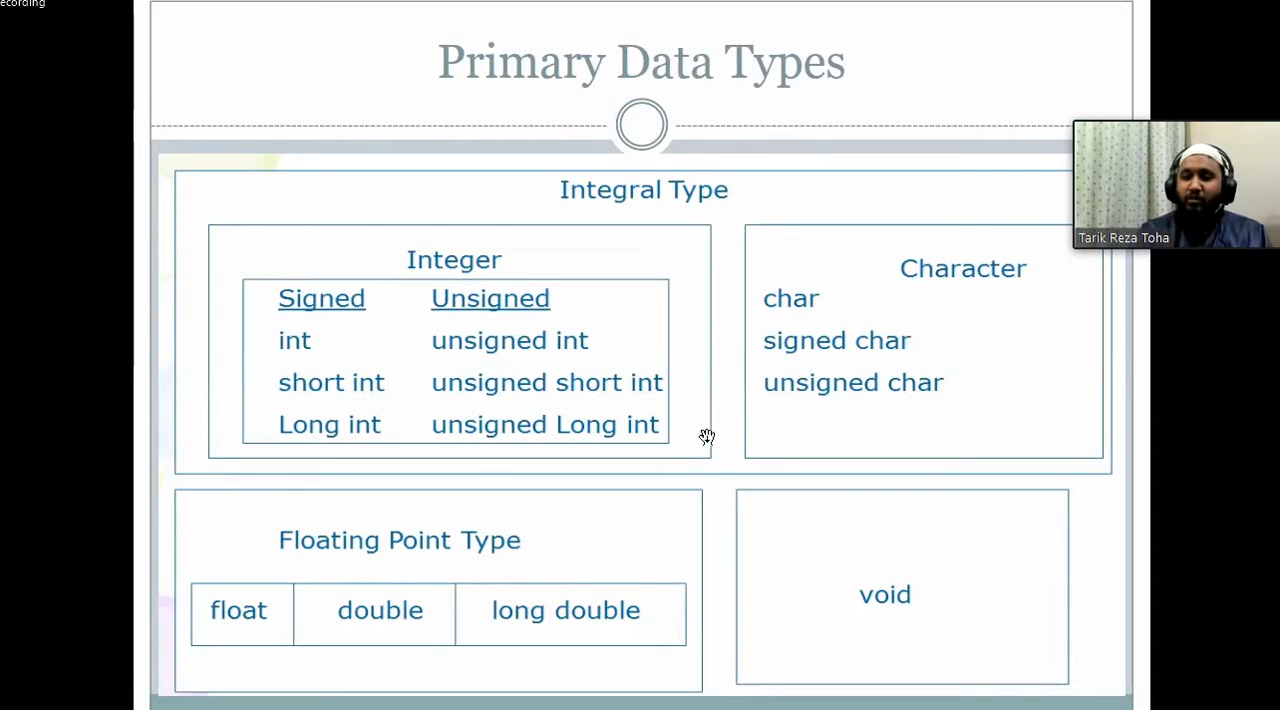 ecording
Primary Data Types
Integral Type
Tarik Reza Toha
Integer
Signed Unsigned
int unsigned int
short int unsigned short int
Long int unsigned Long int
Character
char
signed char
unsigned char
Floating Point Type
float double long double
void